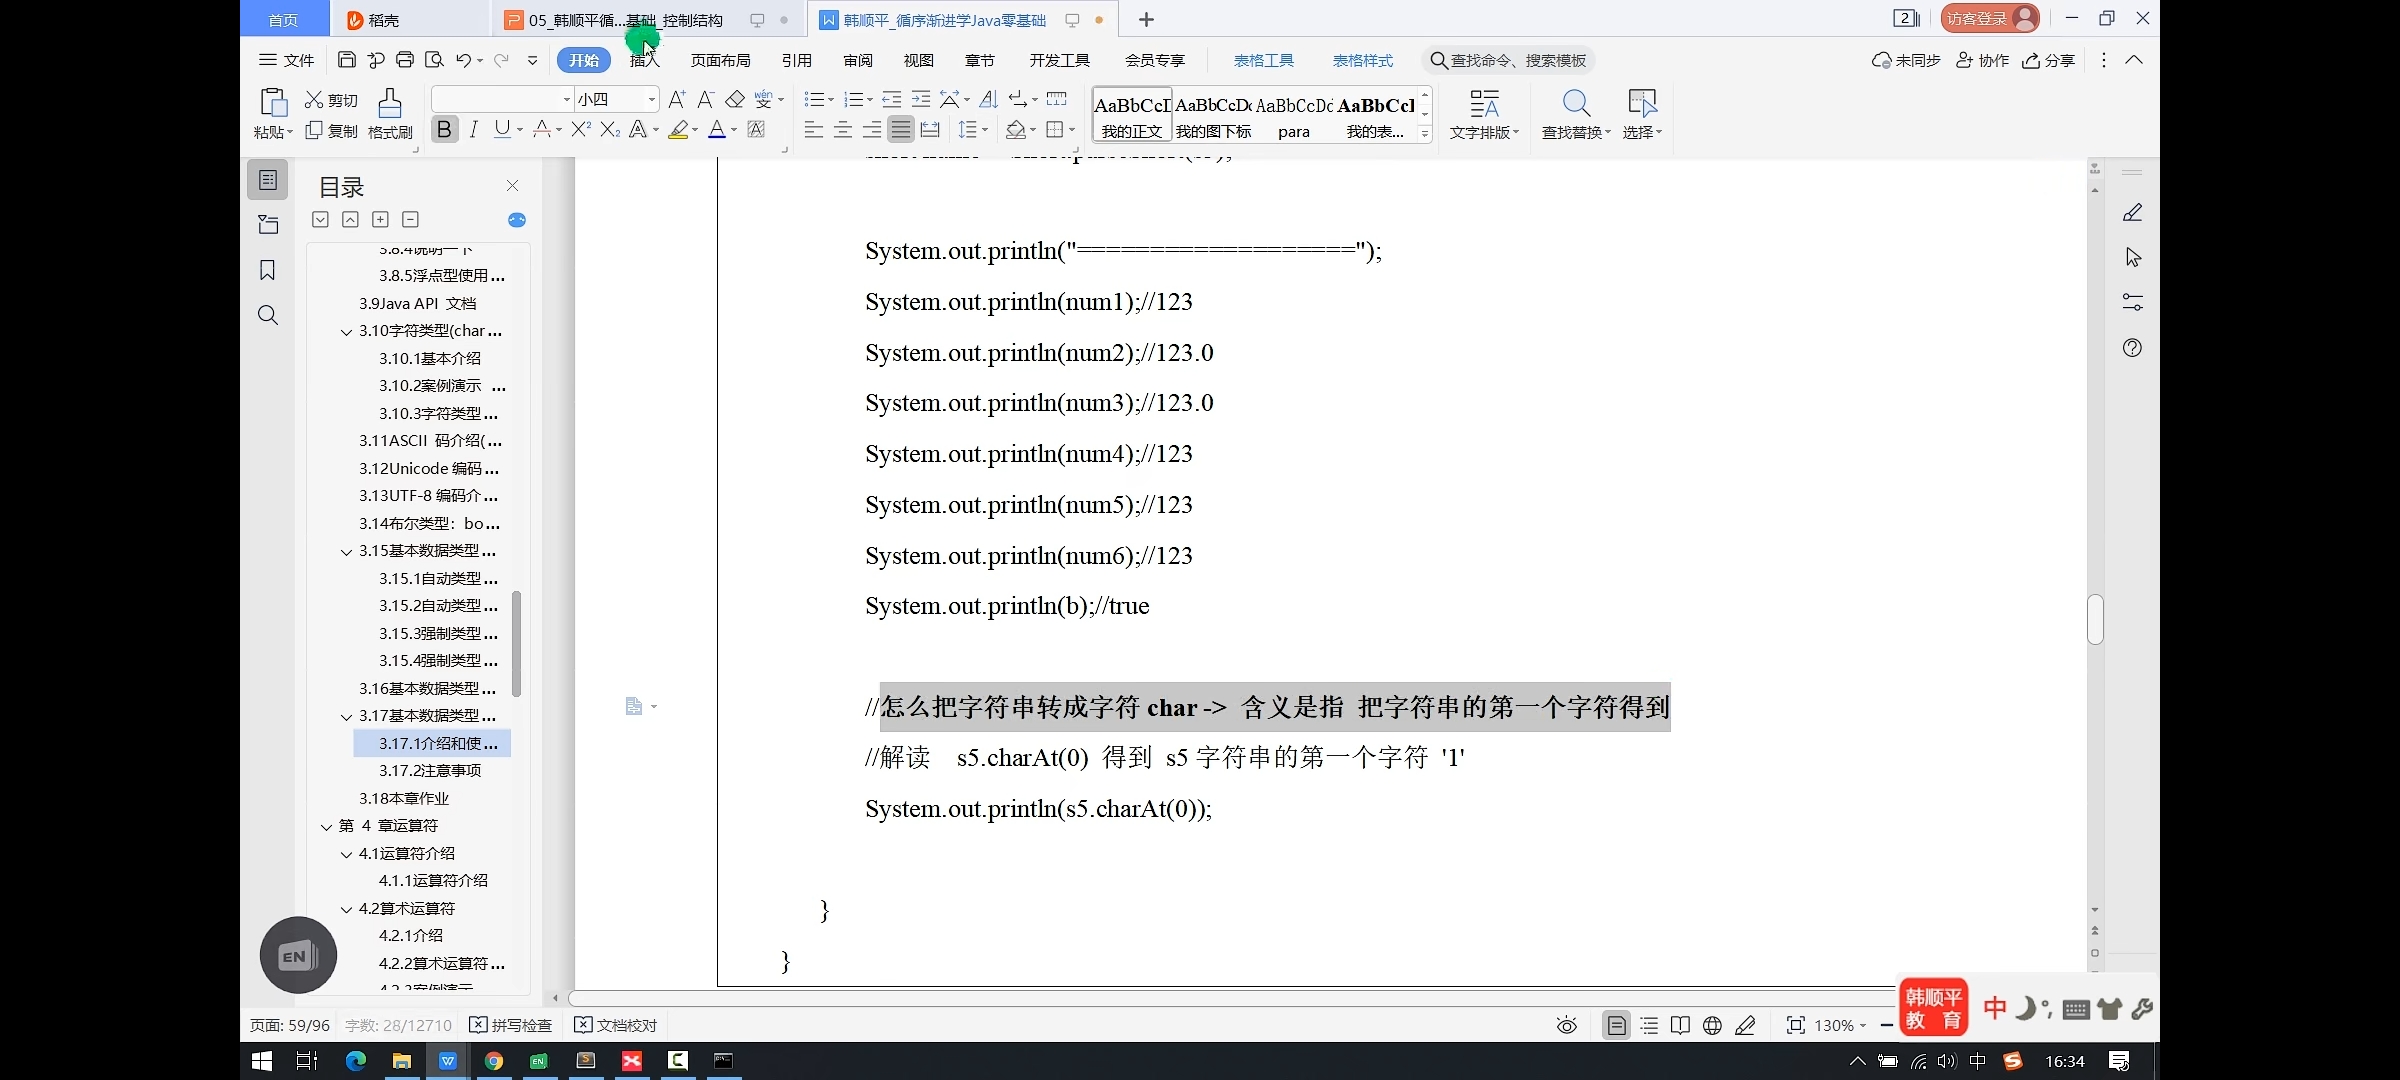 首页
稻壳
05_韩顺平循...基础_控制结构
韩顺平_循序渐进学Java零基础
2
访客登录
文件
开始
插入
页面布局
引用
审阅
视图
章节
开发工具
会员专享
表格工具
表格样式
查找命令、搜索模板
未同步
协作
分享
粘贴
剪切
复制
格式刷
小四
AaBbCcI AaBbCcDc AaBbCcDc AaBbCcI
我的正文 我的图下标 para 我的表...
文字排版
查找替换
选择
目录
3.8.5浮点型使用...
3.9Java API 文档
3.10字符类型(char...
3.10.1基本介绍
3.10.2案例演示 ...
3.10.3字符类型...
3.11ASCII 码介绍(...
3.12Unicode 编码...
3.13UTF-8 编码介...
3.14布尔类型：bo...
3.15基本数据类型...
3.15.1自动类型...
3.15.2自动类型...
3.15.3强制类型...
3.15.4强制类型...
3.16基本数据类型...
3.17基本数据类型...
3.17.1介绍和使...
3.17.2注意事项
3.18本章作业
第 4 章运算符
4.1运算符介绍
4.1.1运算符介绍
4.2算术运算符
4.2.1介绍
4.2.2算术运算符...
System.out.println("===================");
System.out.println(num1);//123
System.out.println(num2);//123.0
System.out.println(num3);//123.0
System.out.println(num4);//123
System.out.println(num5);//123
System.out.println(num6);//123
System.out.println(b);//true
//怎么把字符串转成字符 char -> 含义是指 把字符串的第一个字符得到
//解读 s5.charAt(0) 得到 s5 字符串的第一个字符 '1'
System.out.println(s5.charAt(0));
}
}
EN
韩顺平
教 育
中
页面: 59/96
字数: 28/12710
拼写检查
文档校对
130%
中
16:34